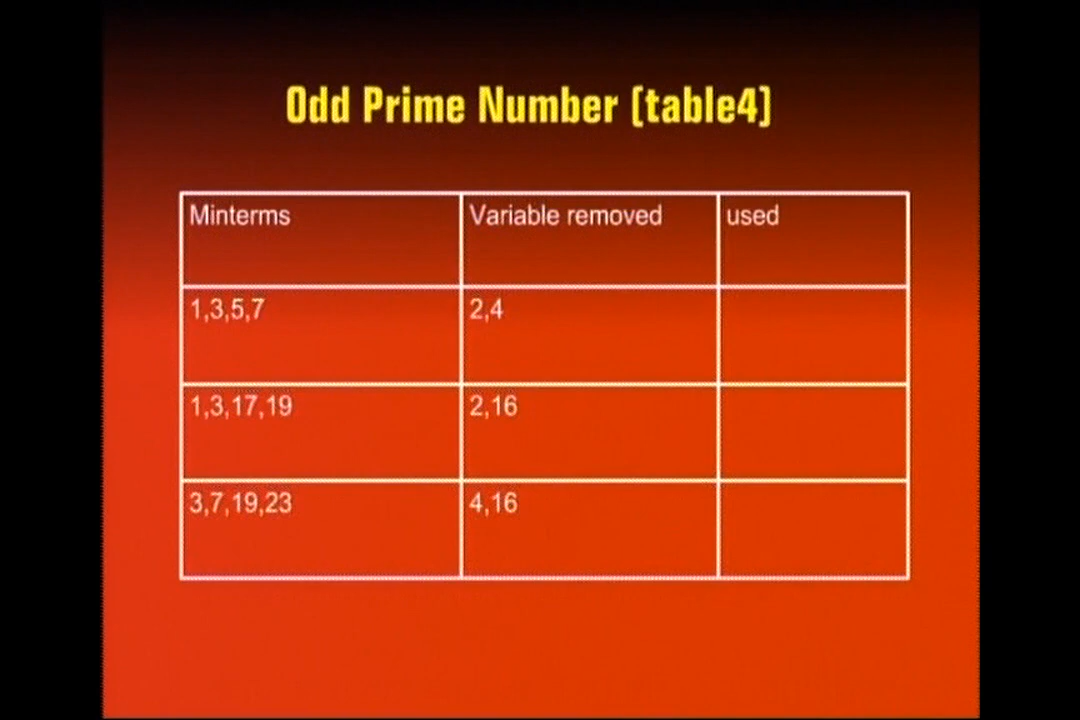 Odd Prime Number (table4)
Minterms Variable removed used
1,3,5,7 2,4
1,3,17,19 2,16
3,7,19,23 4,16